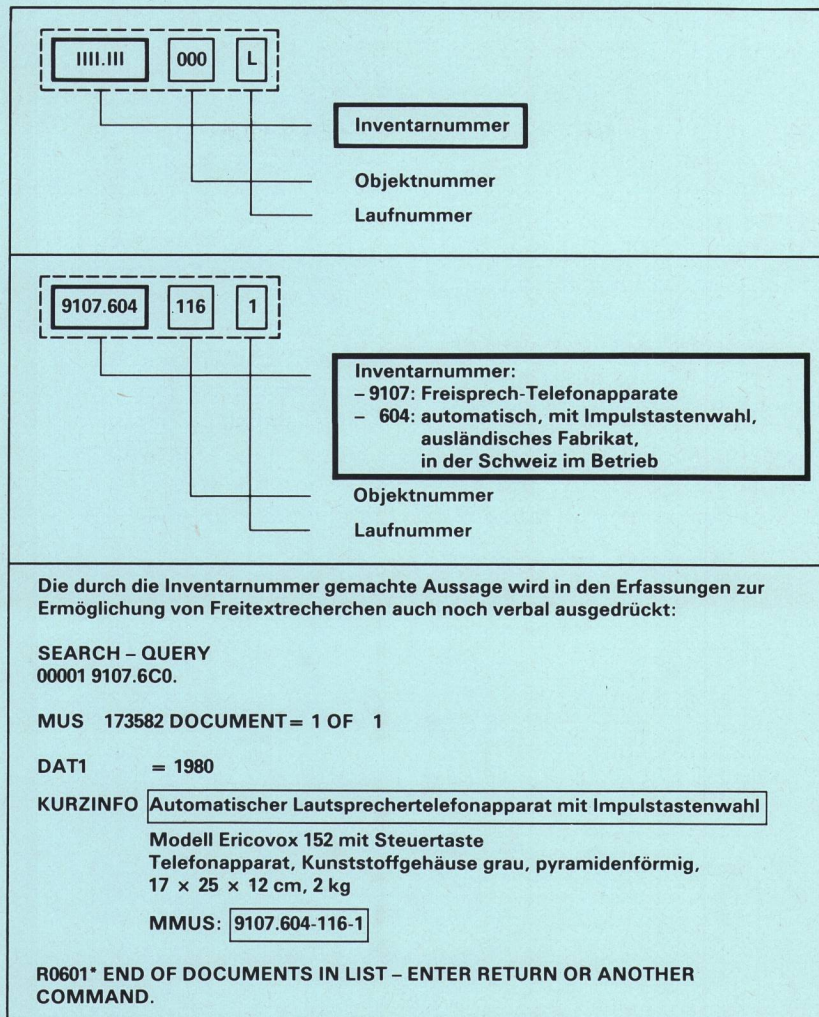 IIII.III 000 L
Inventarnummer
Objektnummer
Laufnummer
9107.604 116 1
Inventarnummer:
– 9107: Freisprech-Telefonapparate
– 604: automatisch, mit Impulstastenwahl,
ausländisches Fabrikat,
in der Schweiz im Betrieb
Objektnummer
Laufnummer
Die durch die Inventarnummer gemachte Aussage wird in den Erfassungen zur
Ermöglichung von Freitextrecherchen auch noch verbal ausgedrückt:
SEARCH – QUERY
00001 9107.6C0.
MUS 173582 DOCUMENT = 1 OF 1
DAT1 = 1980
KURZINFO Automatischer Lautsprechertelefonapparat mit Impulstastenwahl
Modell Ericovox 152 mit Steuertaste
Telefonapparat, Kunststoffgehäuse grau, pyramidenförmig,
17 × 25 × 12 cm, 2 kg
MMUS: 9107.604-116-1
R0601* END OF DOCUMENTS IN LIST – ENTER RETURN OR ANOTHER
COMMAND.